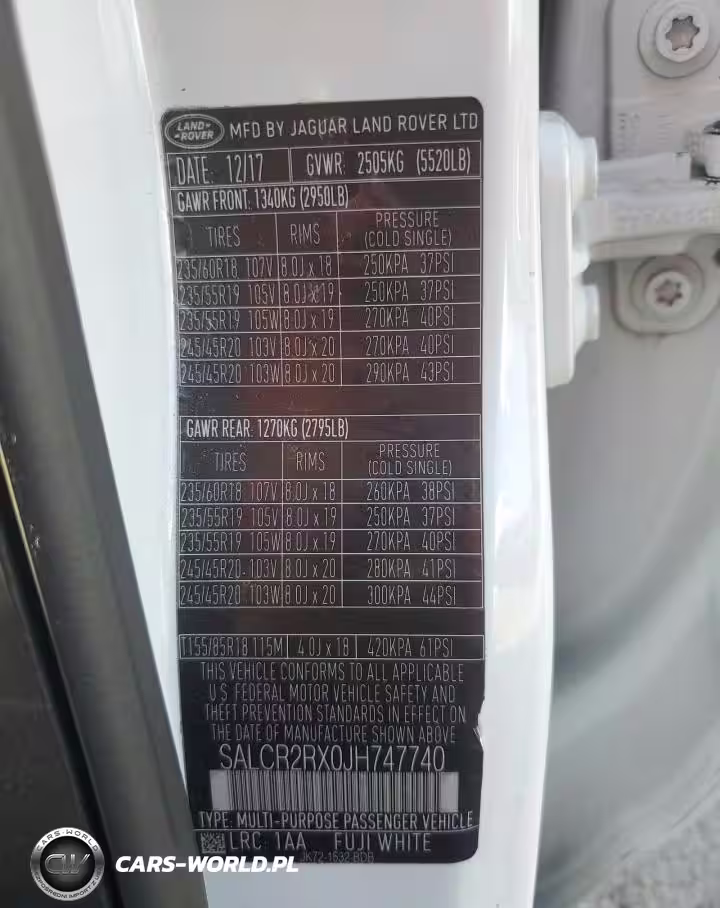 LAND ROVER MFD BY JAGUAR LAND ROVER LTD
DATE: 12/17 GVWR: 2505KG (5520LB)
GAWR FRONT: 1340KG (2950LB)
TIRES RIMS PRESSURE (COLD SINGLE)
235/60R18 107V 8.0J x 18 250KPA 37PSI
235/55R19 105V 8.0J x 19 250KPA 37PSI
235/55R19 105W 8.0J x 19 270KPA 40PSI
245/45R20 103V 8.0J x 20 270KPA 40PSI
245/45R20 103W 8.0J x 20 290KPA 43PSI
GAWR REAR: 1270KG (2795LB)
TIRES RIMS PRESSURE (COLD SINGLE)
235/60R18 107V 8.0J x 18 260KPA 38PSI
235/55R19 105V 8.0J x 19 250KPA 37PSI
235/55R19 105W 8.0J x 19 270KPA 40PSI
245/45R20 103V 8.0J x 20 280KPA 41PSI
245/45R20 103W 8.0J x 20 300KPA 44PSI
T155/85R18 115M 4.0J x 18 420KPA 61PSI
THIS VEHICLE CONFORMS TO ALL APPLICABLE
U.S. FEDERAL MOTOR VEHICLE SAFETY AND
THEFT PREVENTION STANDARDS IN EFFECT ON
THE DATE OF MANUFACTURE SHOWN ABOVE
SALCR2RX0JH747740
TYPE: MULTI-PURPOSE PASSENGER VEHICLE
LRC: 1AA FUJI WHITE
JK72-1532-BDB
CARS-WORLD
CW
CARS-WORLD.PL